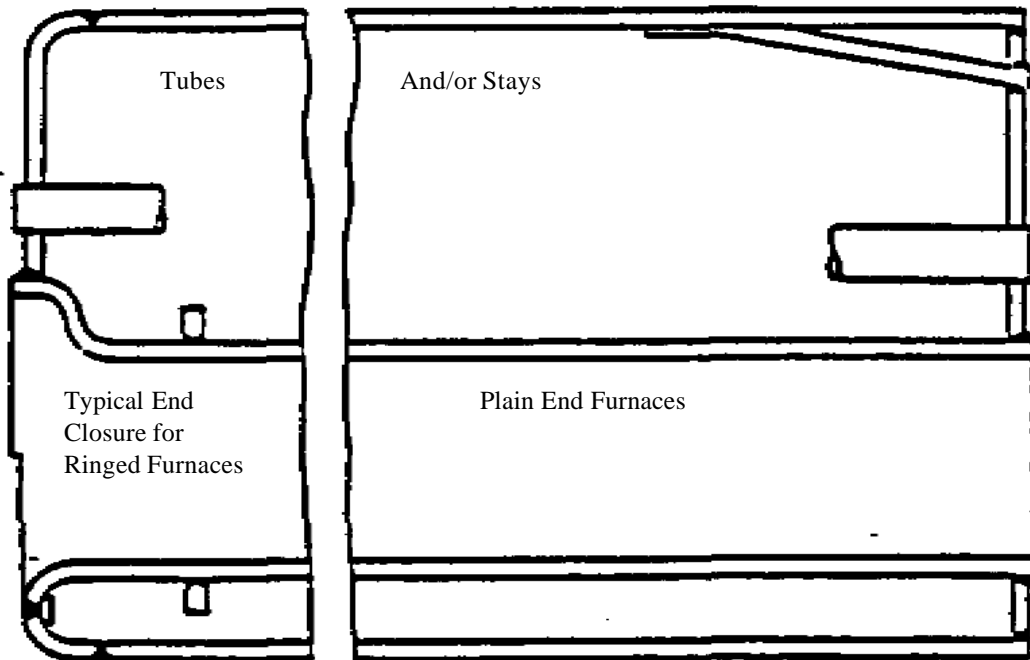 Tubes
And/or Stays
Typical End
Closure for
Ringed Furnaces
Plain End Furnaces